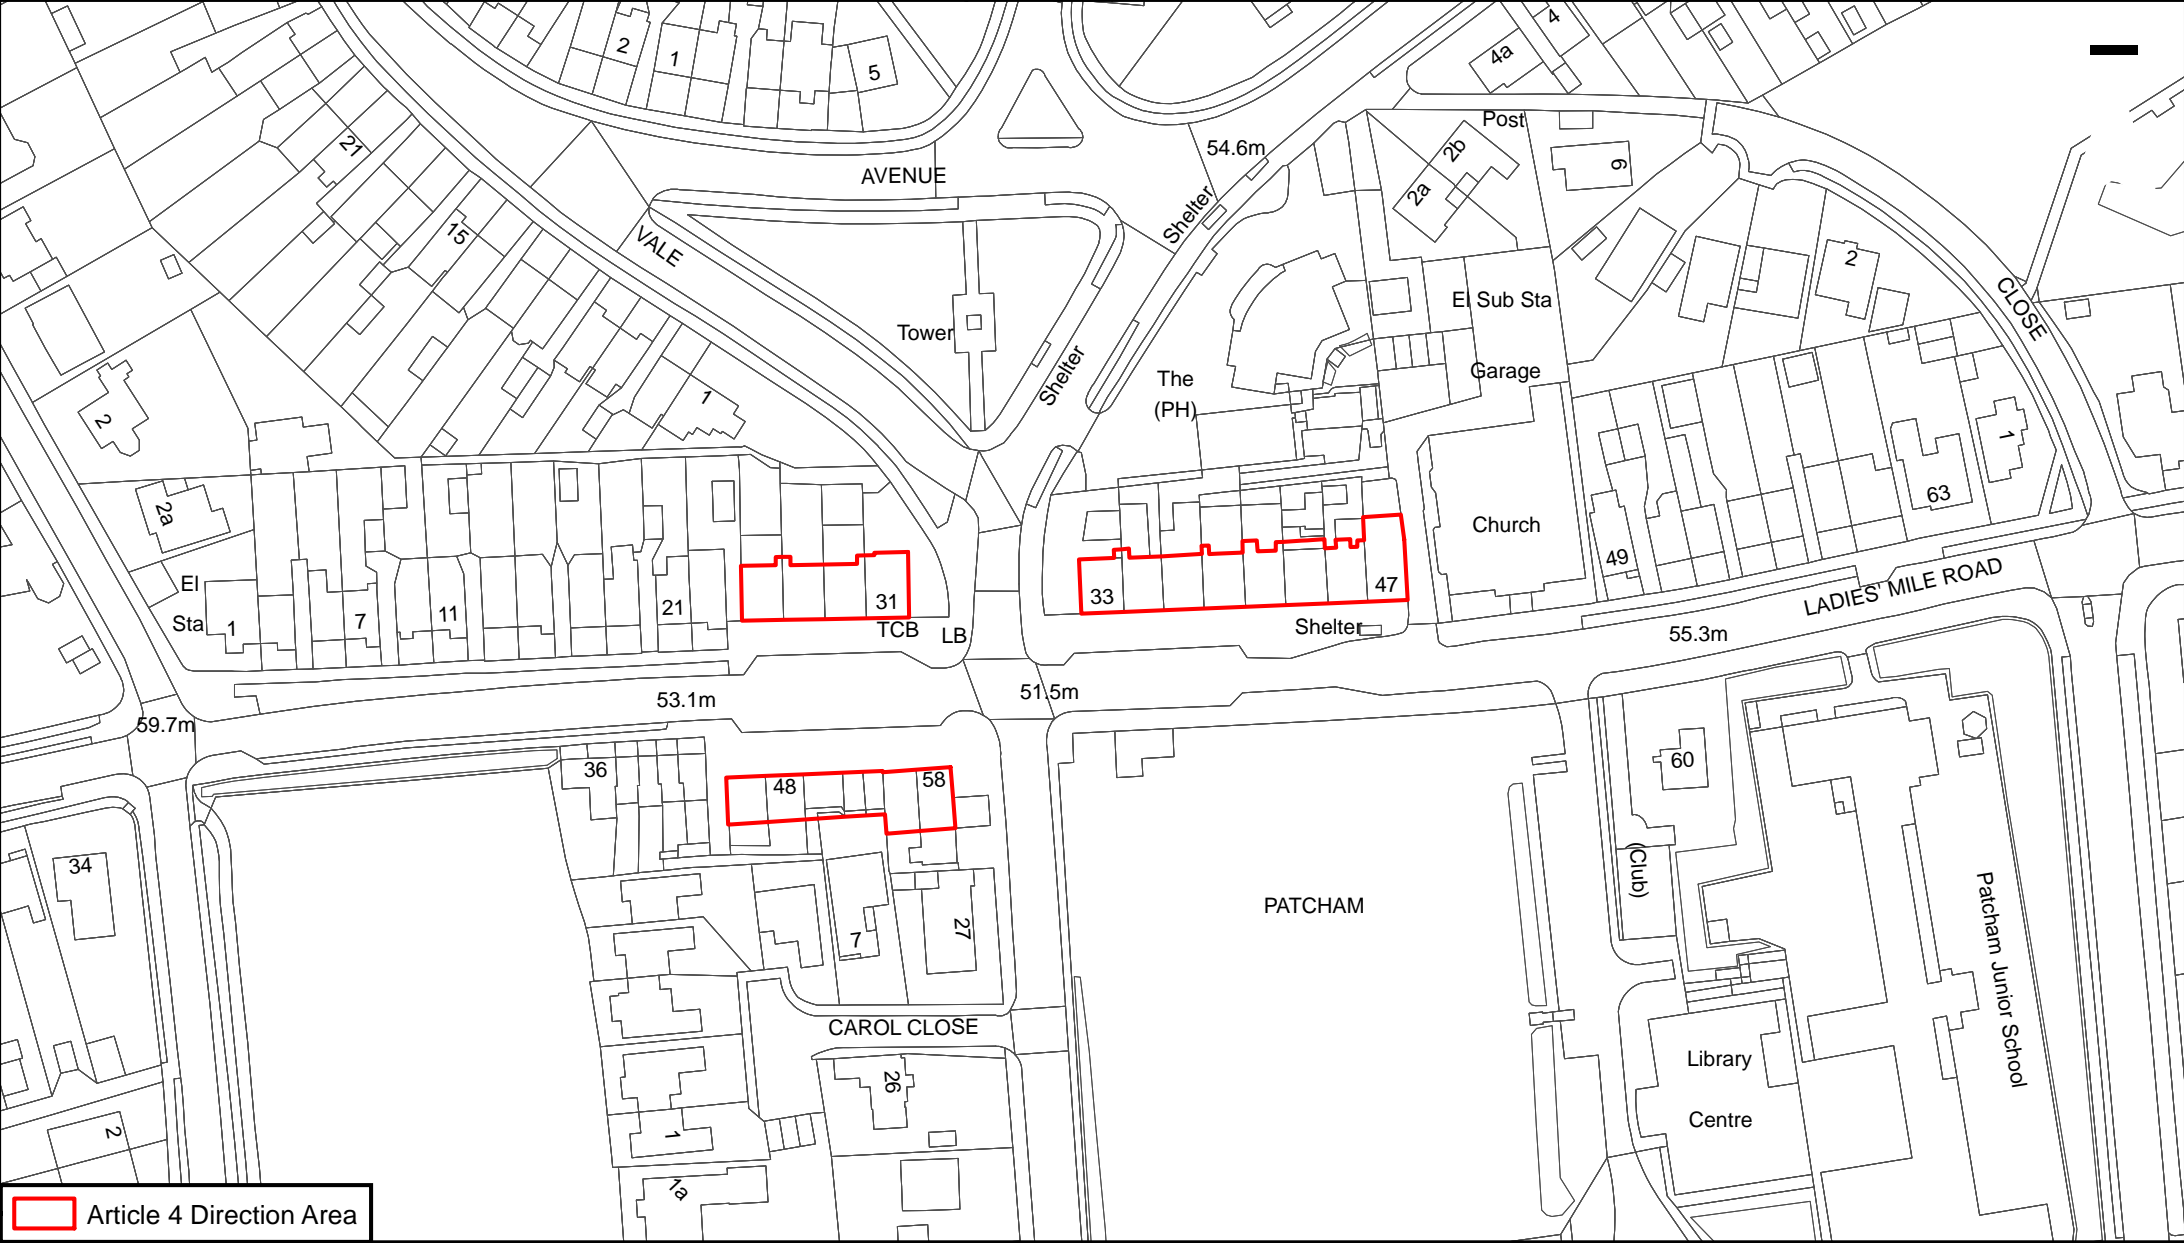 2
1
5
4
4a
21
Post
54.6m
2b
6
AVENUE
2a
Shelter
15
VALE
2
El Sub Sta
CLOSE
Tower
Shelter
Garage
The
(PH)
1
2
1
63
2a
Church
49
El
LADIES' MILE ROAD
33
47
31
21
11
7
1
Sta
TCB
LB
Shelter
55.3m
51.5m
53.1m
59.7m
36
48
58
60
34
(Club)
PATCHAM
Patcham Junior School
7
27
CAROL CLOSE
Library
26
Centre
2
1
1a
Article 4 Direction Area